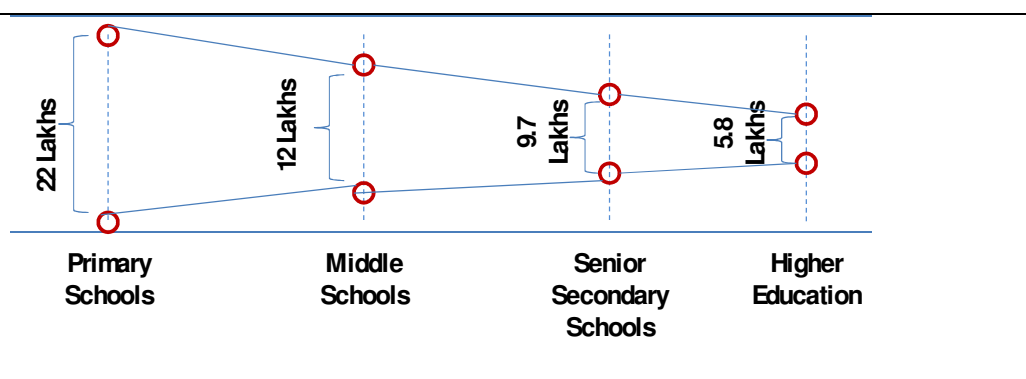 22 Lakhs
12 Lakhs
9.7
Lakhs
5.8
Lakhs
Primary
Schools
Middle
Schools
Senior
Secondary
Schools
Higher
Education